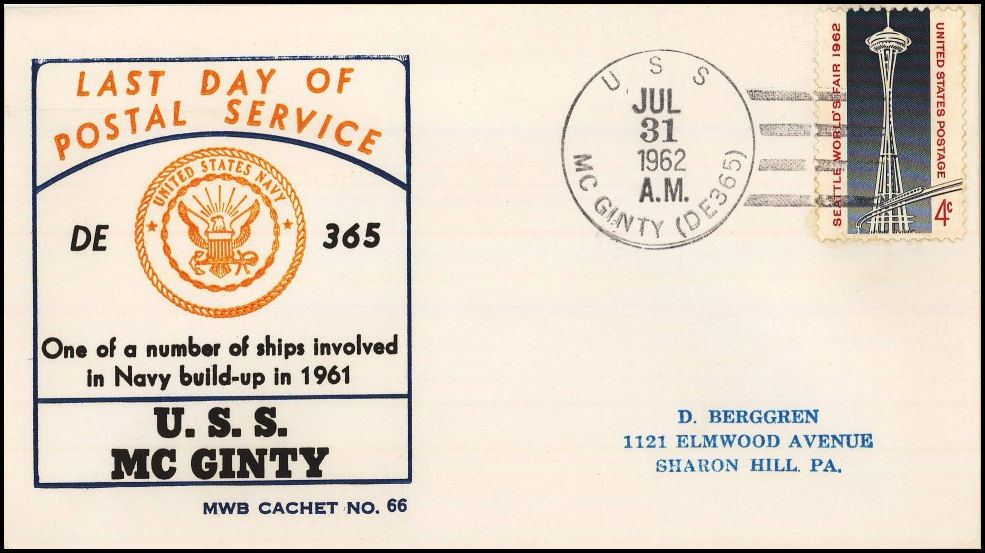 LAST DAY OF
POSTAL SERVICE
UNITED STATES NAVY
DE 365
One of a number of ships involved
in Navy build-up in 1961
U. S. S.
MC GINTY
MWB CACHET NO. 66
U S S
JUL
31
1962
A.M.
MC GINTY (DE365)
SEATTLE WORLD'S FAIR 1962
UNITED STATES POSTAGE
4¢
D. BERGGREN
1121 ELMWOOD AVENUE
SHARON HILL, PA.